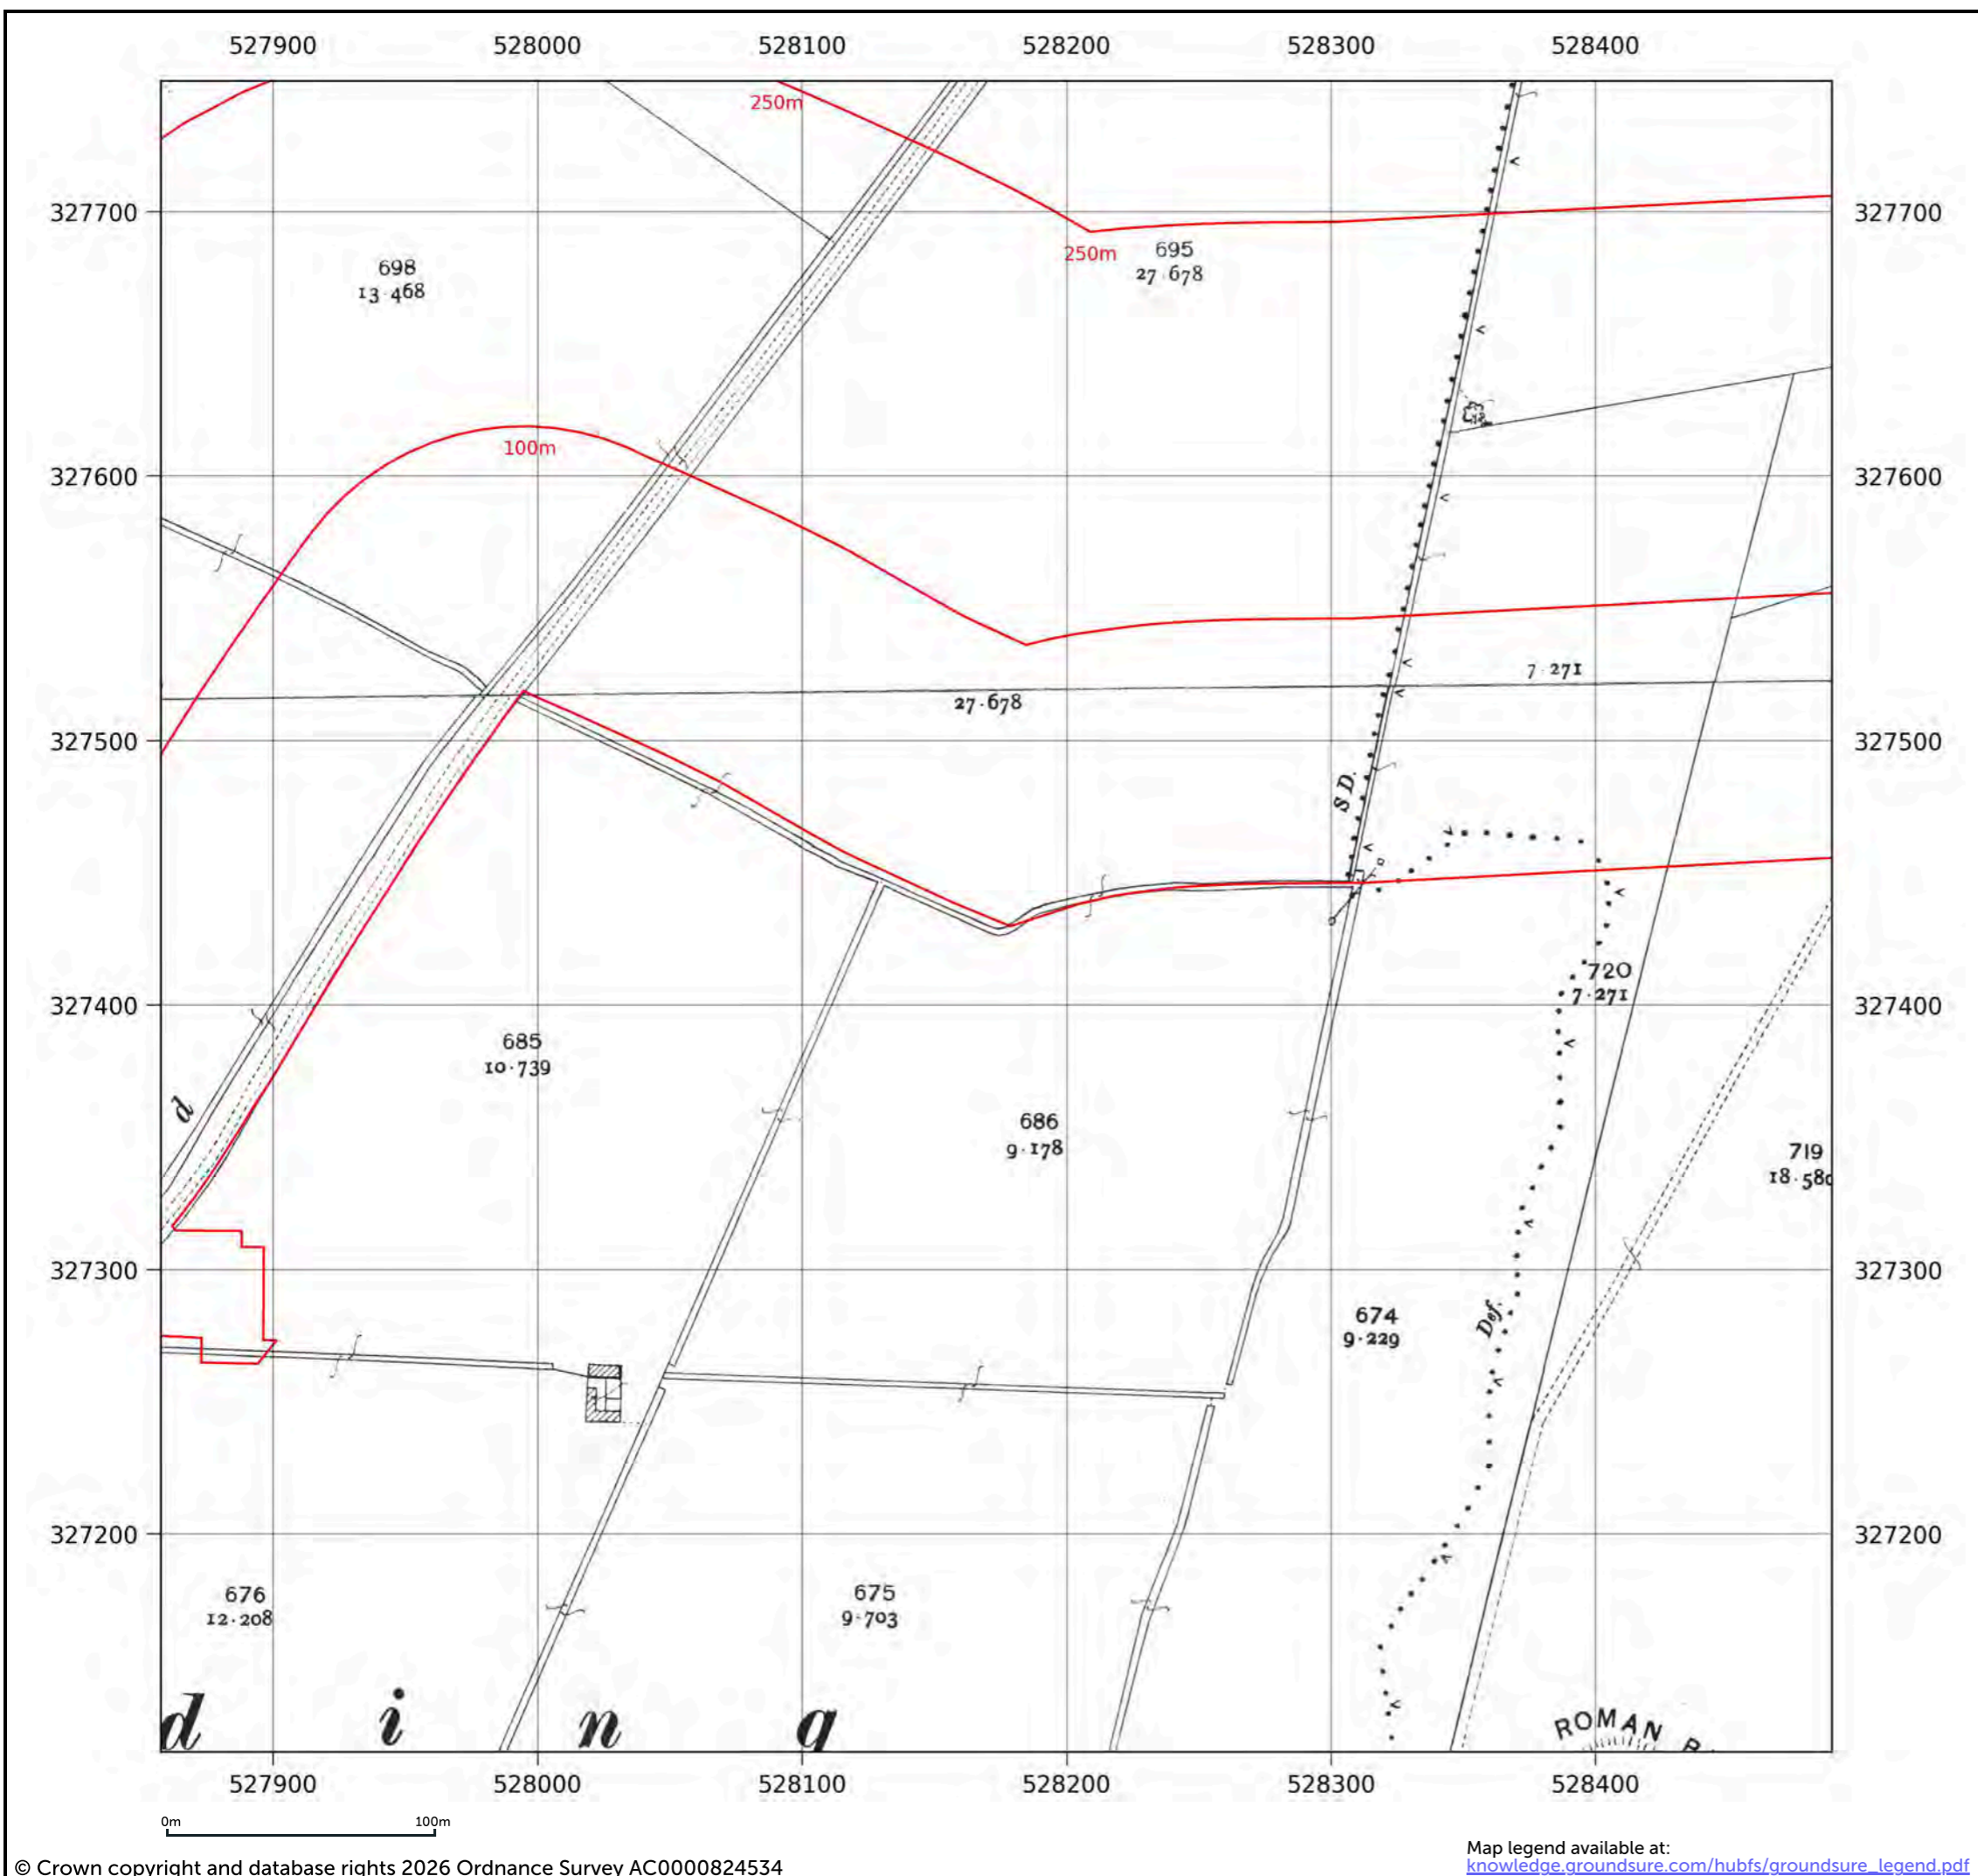 527900 528000 528100 528200 528300 528400
250m
327700 327700
250m
695
27·678
698
13·468
100m
327600 327600
7·271
27·678
327500 327500
S D.
720
7·271
327400 327400
685
10·739
d
686
9·178
719
18·580
327300 327300
674
9·229
Def.
327200 327200
676
12·208
675
9·703
d i n g
ROMAN B
527900 528000 528100 528200 528300 528400
0m 100m
Map legend available at:
knowledge.groundsure.com/hubfs/groundsure_legend.pdf
© Crown copyright and database rights 2026 Ordnance Survey AC0000824534